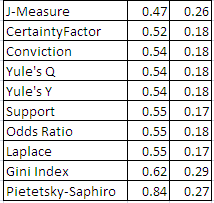 J-Measure 0.47 0.26
CertaintyFactor 0.52 0.18
Conviction 0.54 0.18
Yule's Q 0.54 0.18
Yule's Y 0.54 0.18
Support 0.55 0.17
Odds Ratio 0.55 0.18
Laplace 0.55 0.17
Gini Index 0.62 0.29
Pietetsky-Saphiro 0.84 0.27